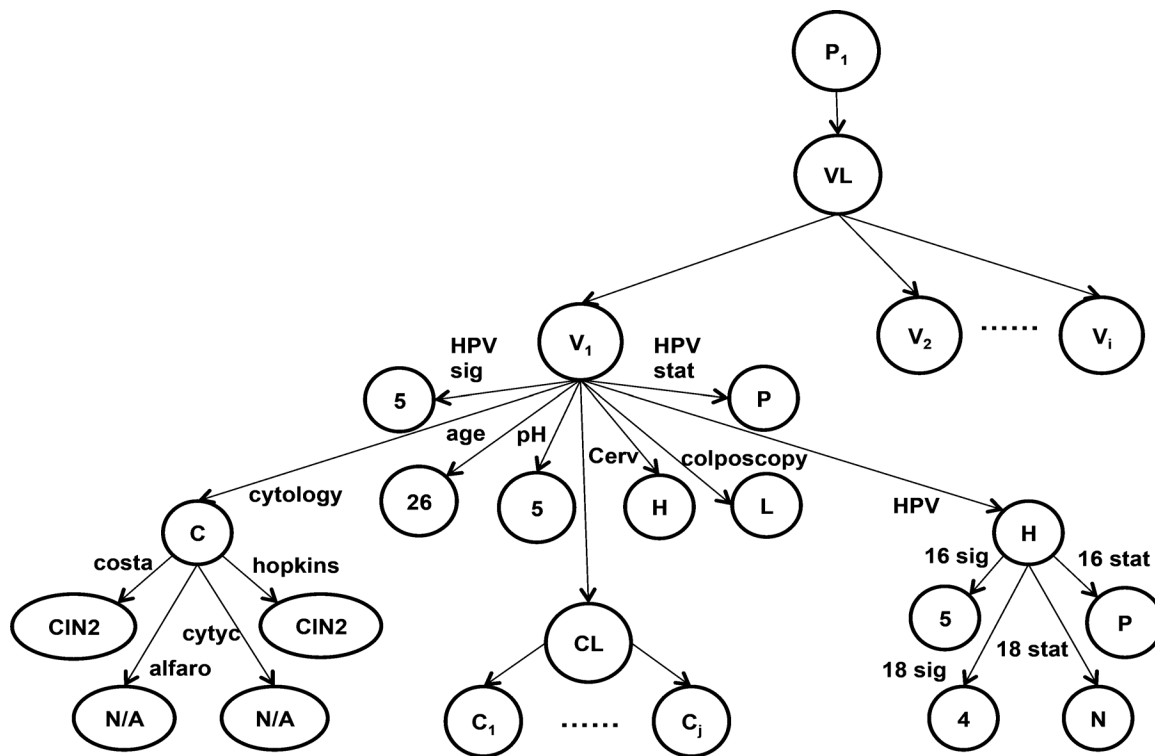 P1
VL
V1
V2
......
Vi
HPV
sig
HPV
stat
5
P
age
pH
Cerv
colposcopy
cytology
26
5
H
L
HPV
C
H
costa
hopkins
16 sig
16 stat
CIN2
CIN2
5
P
cytyc
alfaro
CL
18 sig
18 stat
N/A
N/A
C1
......
Cj
4
N